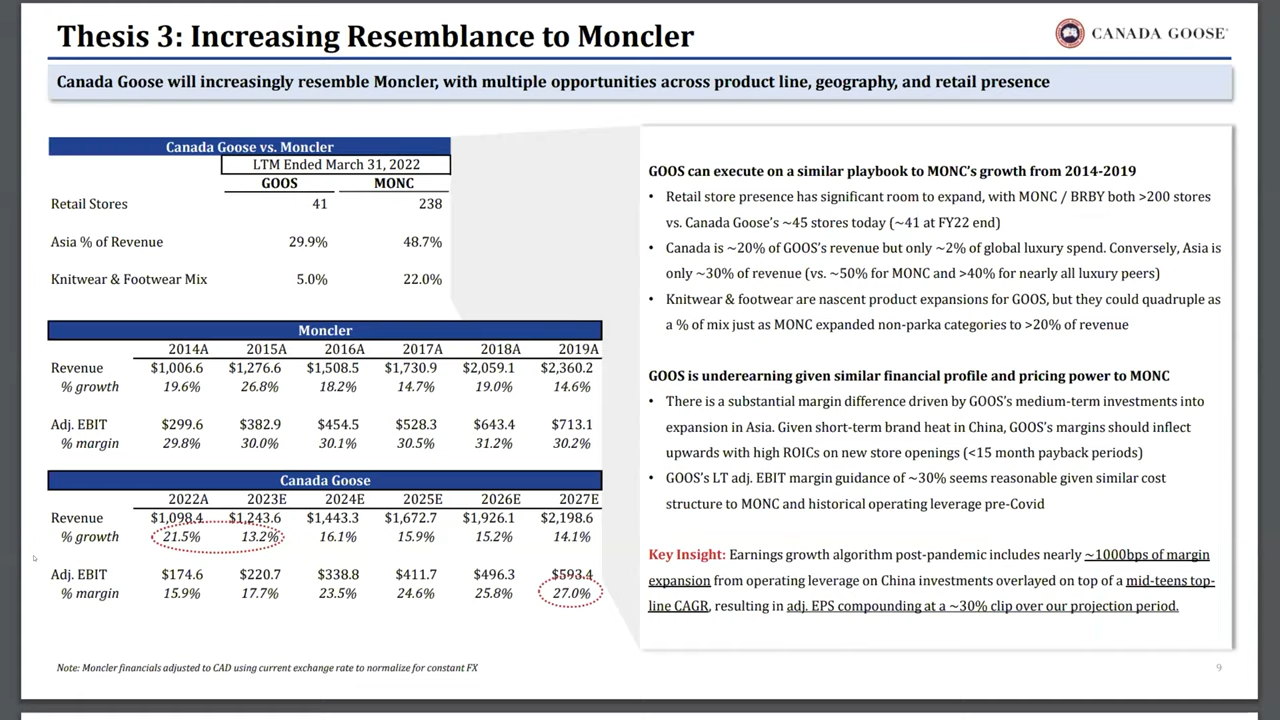 Thesis 3: Increasing Resemblance to Moncler
CANADA GOOSE
Canada Goose will increasingly resemble Moncler, with multiple opportunities across product line, geography, and retail presence
Canada Goose vs. Moncler
LTM Ended March 31, 2022
GOOS MONC
Retail Stores 41 238
Asia % of Revenue 29.9% 48.7%
Knitwear & Footwear Mix 5.0% 22.0%
Moncler
2014A 2015A 2016A 2017A 2018A 2019A
Revenue $1,006.6 $1,276.6 $1,508.5 $1,730.9 $2,059.1 $2,360.2
% growth 19.6% 26.8% 18.2% 14.7% 19.0% 14.6%
Adj. EBIT $299.6 $382.9 $454.5 $528.3 $643.4 $713.1
% margin 29.8% 30.0% 30.1% 30.5% 31.2% 30.2%
Canada Goose
2022A 2023E 2024E 2025E 2026E 2027E
Revenue $1,098.4 $1,243.6 $1,443.3 $1,672.7 $1,926.1 $2,198.6
% growth 21.5% 13.2% 16.1% 15.9% 15.2% 14.1%
Adj. EBIT $174.6 $220.7 $338.8 $411.7 $496.3 $593.4
% margin 15.9% 17.7% 23.5% 24.6% 25.8% 27.0%
GOOS can execute on a similar playbook to MONC's growth from 2014-2019
• Retail store presence has significant room to expand, with MONC / BRBY both >200 stores
vs. Canada Goose's ~45 stores today (~41 at FY22 end)
• Canada is ~20% of GOOS's revenue but only ~2% of global luxury spend. Conversely, Asia is
only ~30% of revenue (vs. ~50% for MONC and >40% for nearly all luxury peers)
• Knitwear & footwear are nascent product expansions for GOOS, but they could quadruple as
a % of mix just as MONC expanded non-parka categories to >20% of revenue
GOOS is underearning given similar financial profile and pricing power to MONC
• There is a substantial margin difference driven by GOOS's medium-term investments into
expansion in Asia. Given short-term brand heat in China, GOOS's margins should inflect
upwards with high ROICs on new store openings (<15 month payback periods)
• GOOS's LT adj. EBIT margin guidance of ~30% seems reasonable given similar cost
structure to MONC and historical operating leverage pre-Covid
Key Insight: Earnings growth algorithm post-pandemic includes nearly ~1000bps of margin
expansion from operating leverage on China investments overlayed on top of a mid-teens top-
line CAGR, resulting in adj. EPS compounding at a ~30% clip over our projection period.
Note: Moncler financials adjusted to CAD using current exchange rate to normalize for constant FX
9